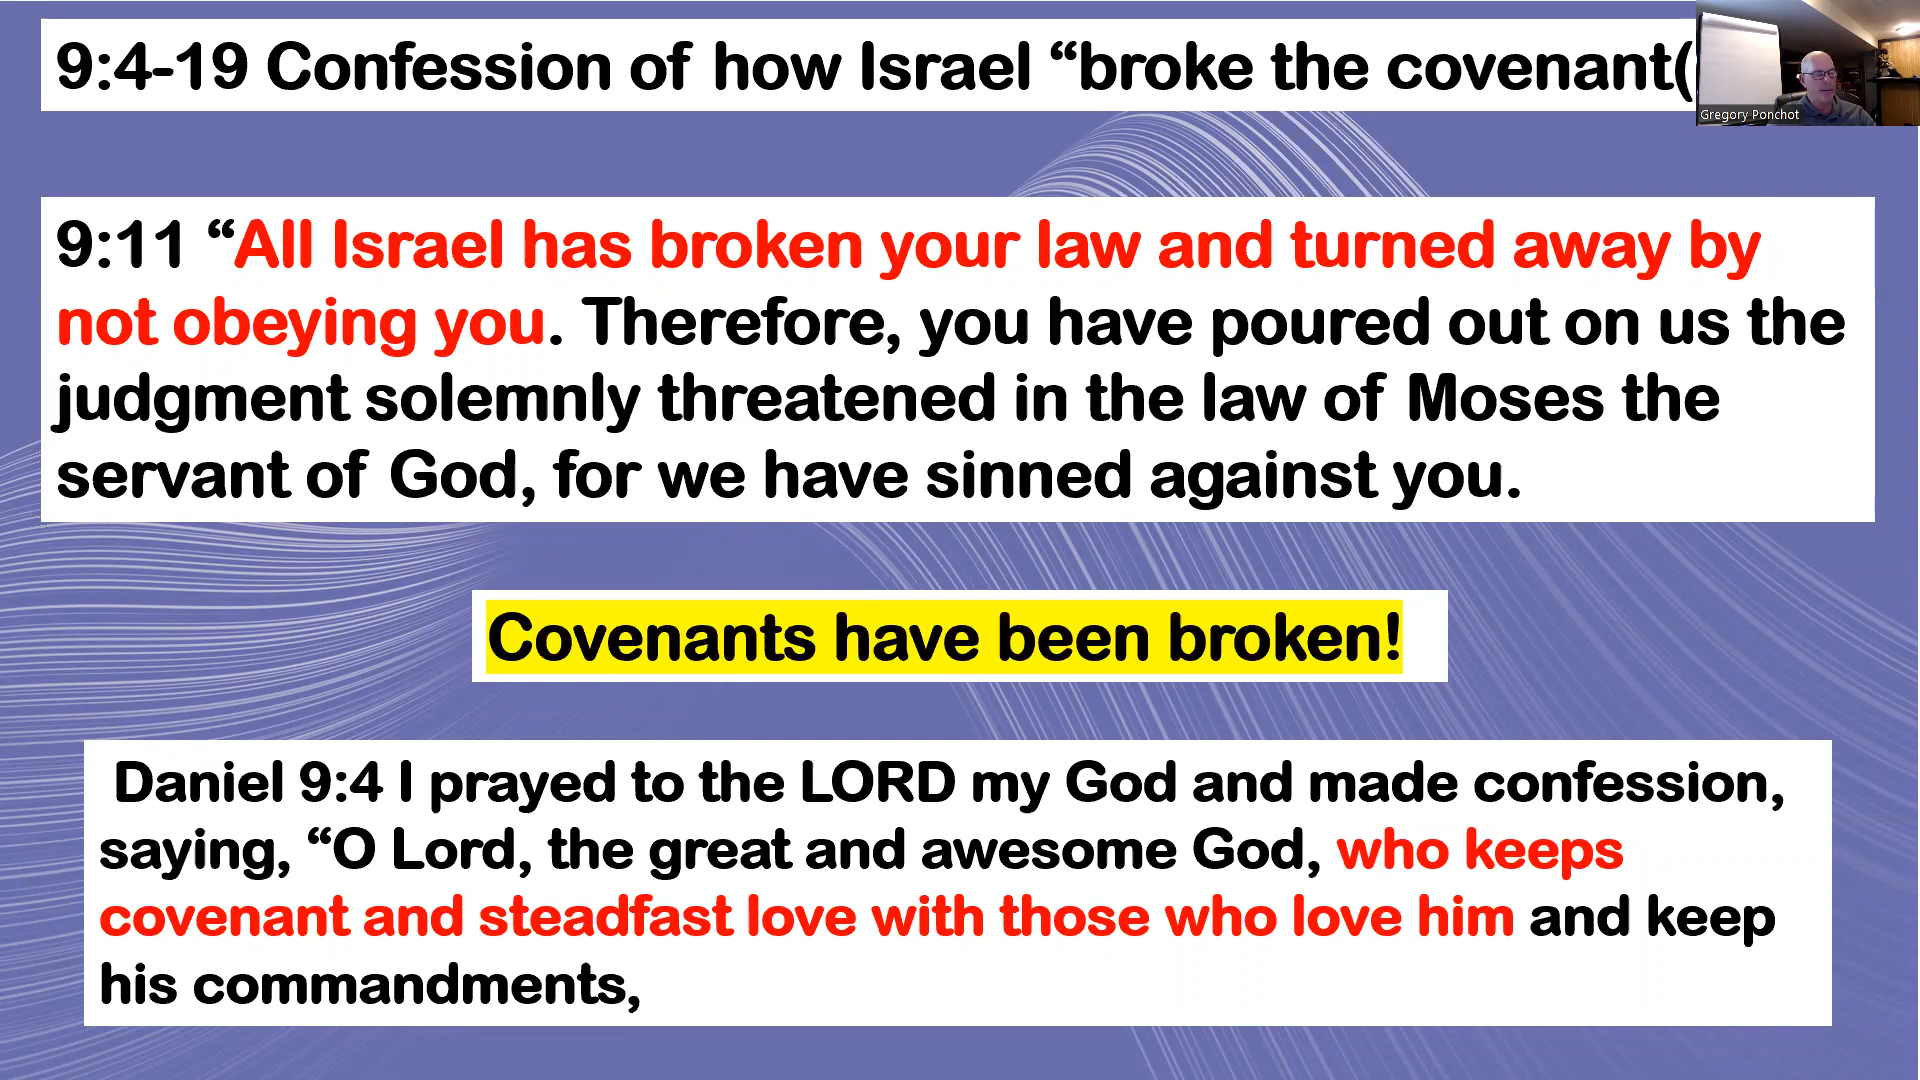 9:4-19 Confession of how Israel “broke the covenant(
Gregory Ponchot
9:11 “All Israel has broken your law and turned away by
not obeying you. Therefore, you have poured out on us the
judgment solemnly threatened in the law of Moses the
servant of God, for we have sinned against you.
Covenants have been broken!
Daniel 9:4 I prayed to the LORD my God and made confession,
saying, “O Lord, the great and awesome God, who keeps
covenant and steadfast love with those who love him and keep
his commandments,